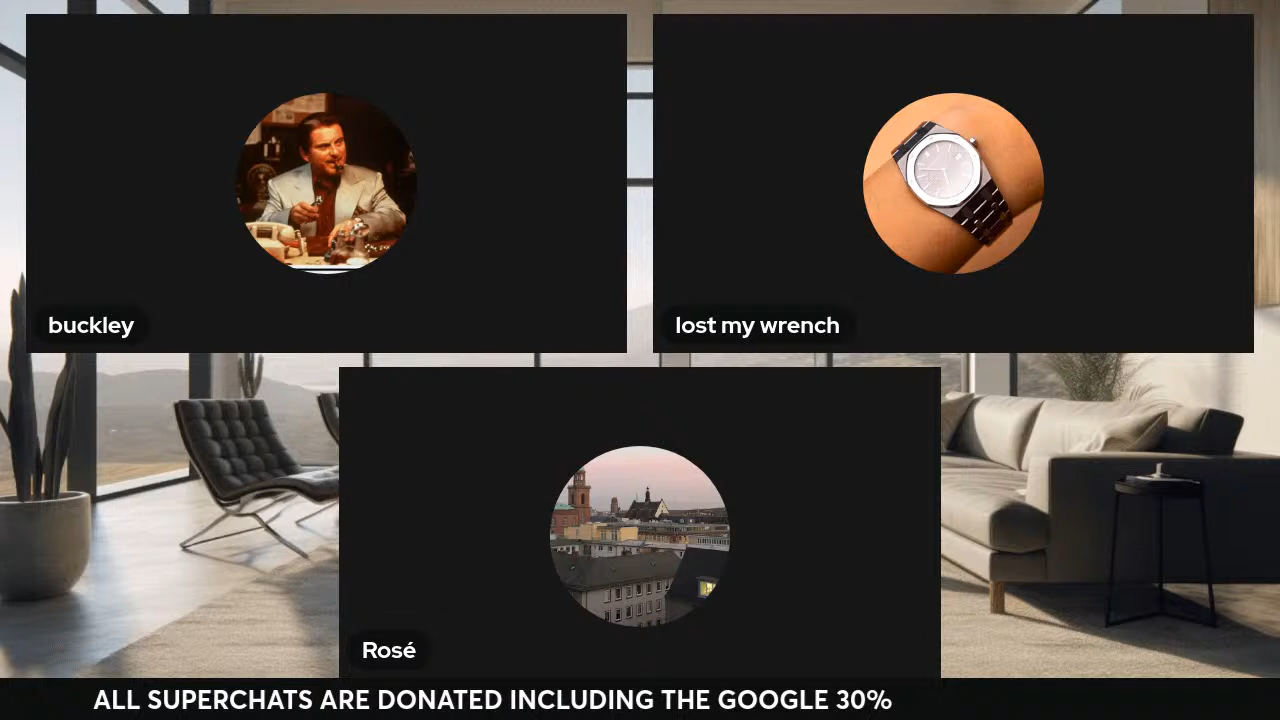 buckley
lost my wrench
Rosé
ALL SUPERCHATS ARE DONATED INCLUDING THE GOOGLE 30%